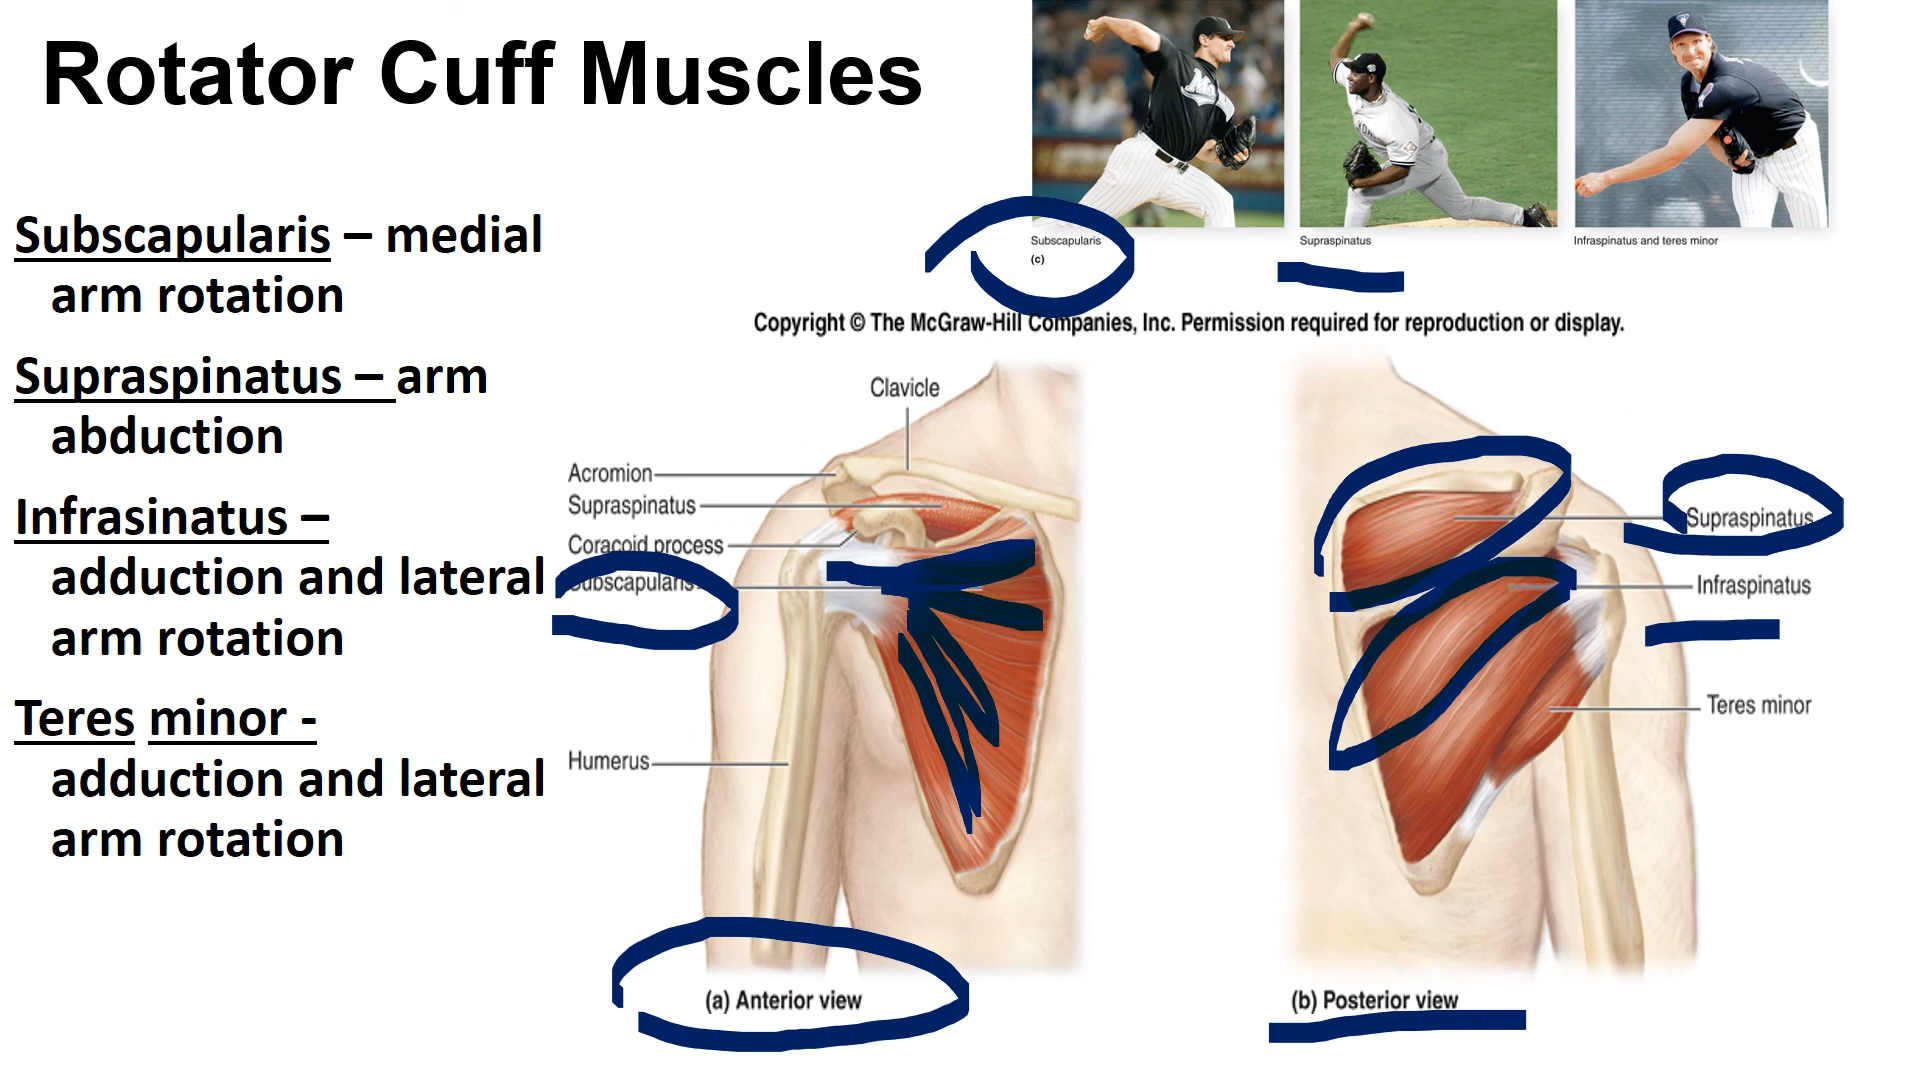 Rotator Cuff Muscles
Subscapularis – medial
arm rotation
Supraspinatus – arm
abduction
Infrasinatus –
adduction and lateral
arm rotation
Teres minor -
adduction and lateral
arm rotation
Subscapularis
(c)
Supraspinatus
Infraspinatus and teres minor
Copyright © The McGraw-Hill Companies, Inc. Permission required for reproduction or display.
Clavicle
Acromion
Supraspinatus
Coracoid process
Subscapularis
Humerus
(a) Anterior view
Supraspinatus
Infraspinatus
Teres minor
(b) Posterior view